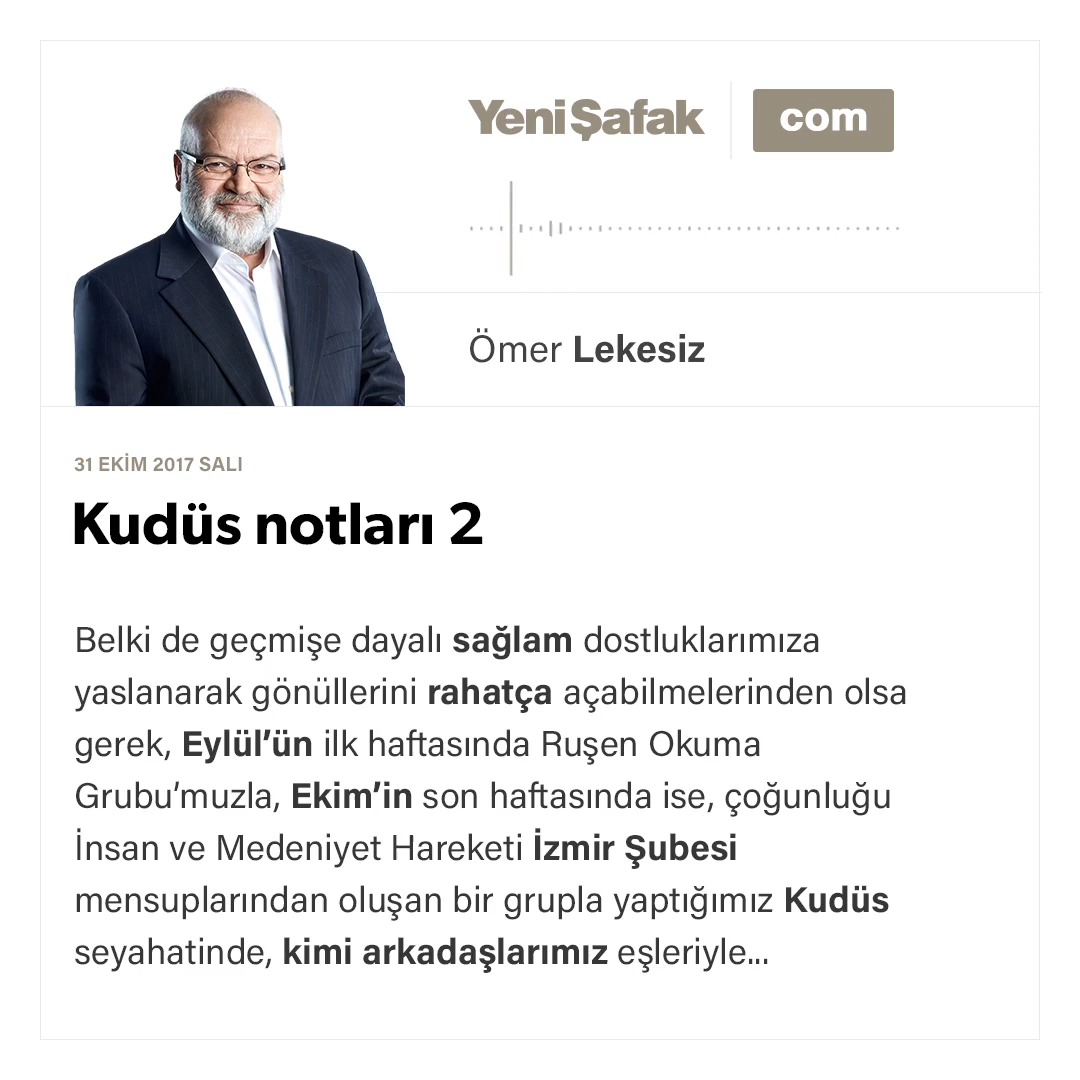 YeniŞafak
com
Ömer Lekesiz
31 EKİM 2017 SALI
Kudüs notları 2
Belki de geçmişe dayalı sağlam dostluklarımıza
yaslanarak gönüllerini rahatça açabilmelerinden olsa
gerek, Eylül’ün ilk haftasında Ruşen Okuma
Grubu’muzla, Ekim’in son haftasında ise, çoğunluğu
İnsan ve Medeniyet Hareketi İzmir Şubesi
mensuplarından oluşan bir grupla yaptığımız Kudüs
seyahatinde, kimi arkadaşlarımız eşleriyle...